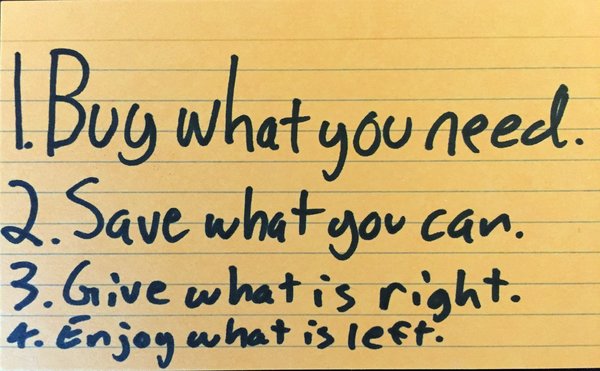 1. Buy what you need.
2. Save what you can.
3. Give what is right.
4. Enjoy what is left.